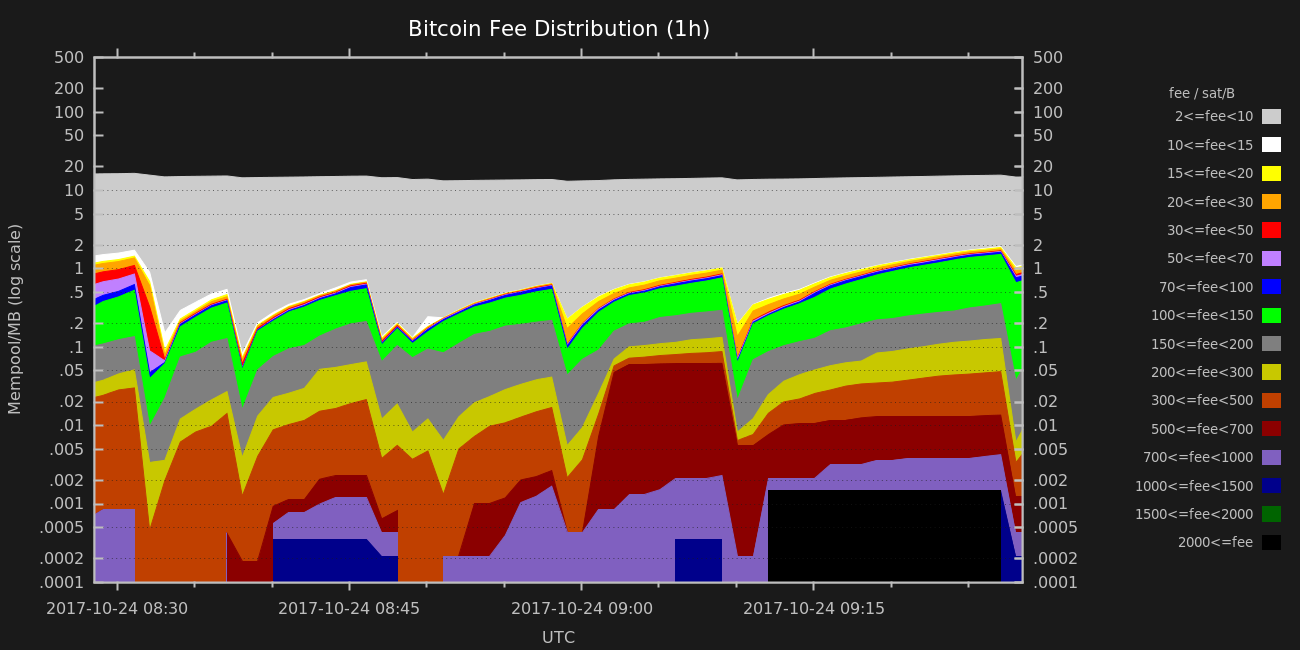 Bitcoin Fee Distribution (1h)
Mempool/MB (log scale)
500
200
100
50
20
10
5
2
1
.5
.2
.1
.05
.02
.01
.005
.002
.001
.0005
.0002
.0001
500
200
100
50
20
10
5
2
1
.5
.2
.1
.05
.02
.01
.005
.002
.001
.0005
.0002
.0001
2017-10-24 08:30 2017-10-24 08:45 2017-10-24 09:00 2017-10-24 09:15
UTC
fee / sat/B
2<=fee<10
10<=fee<15
15<=fee<20
20<=fee<30
30<=fee<50
50<=fee<70
70<=fee<100
100<=fee<150
150<=fee<200
200<=fee<300
300<=fee<500
500<=fee<700
700<=fee<1000
1000<=fee<1500
1500<=fee<2000
2000<=fee